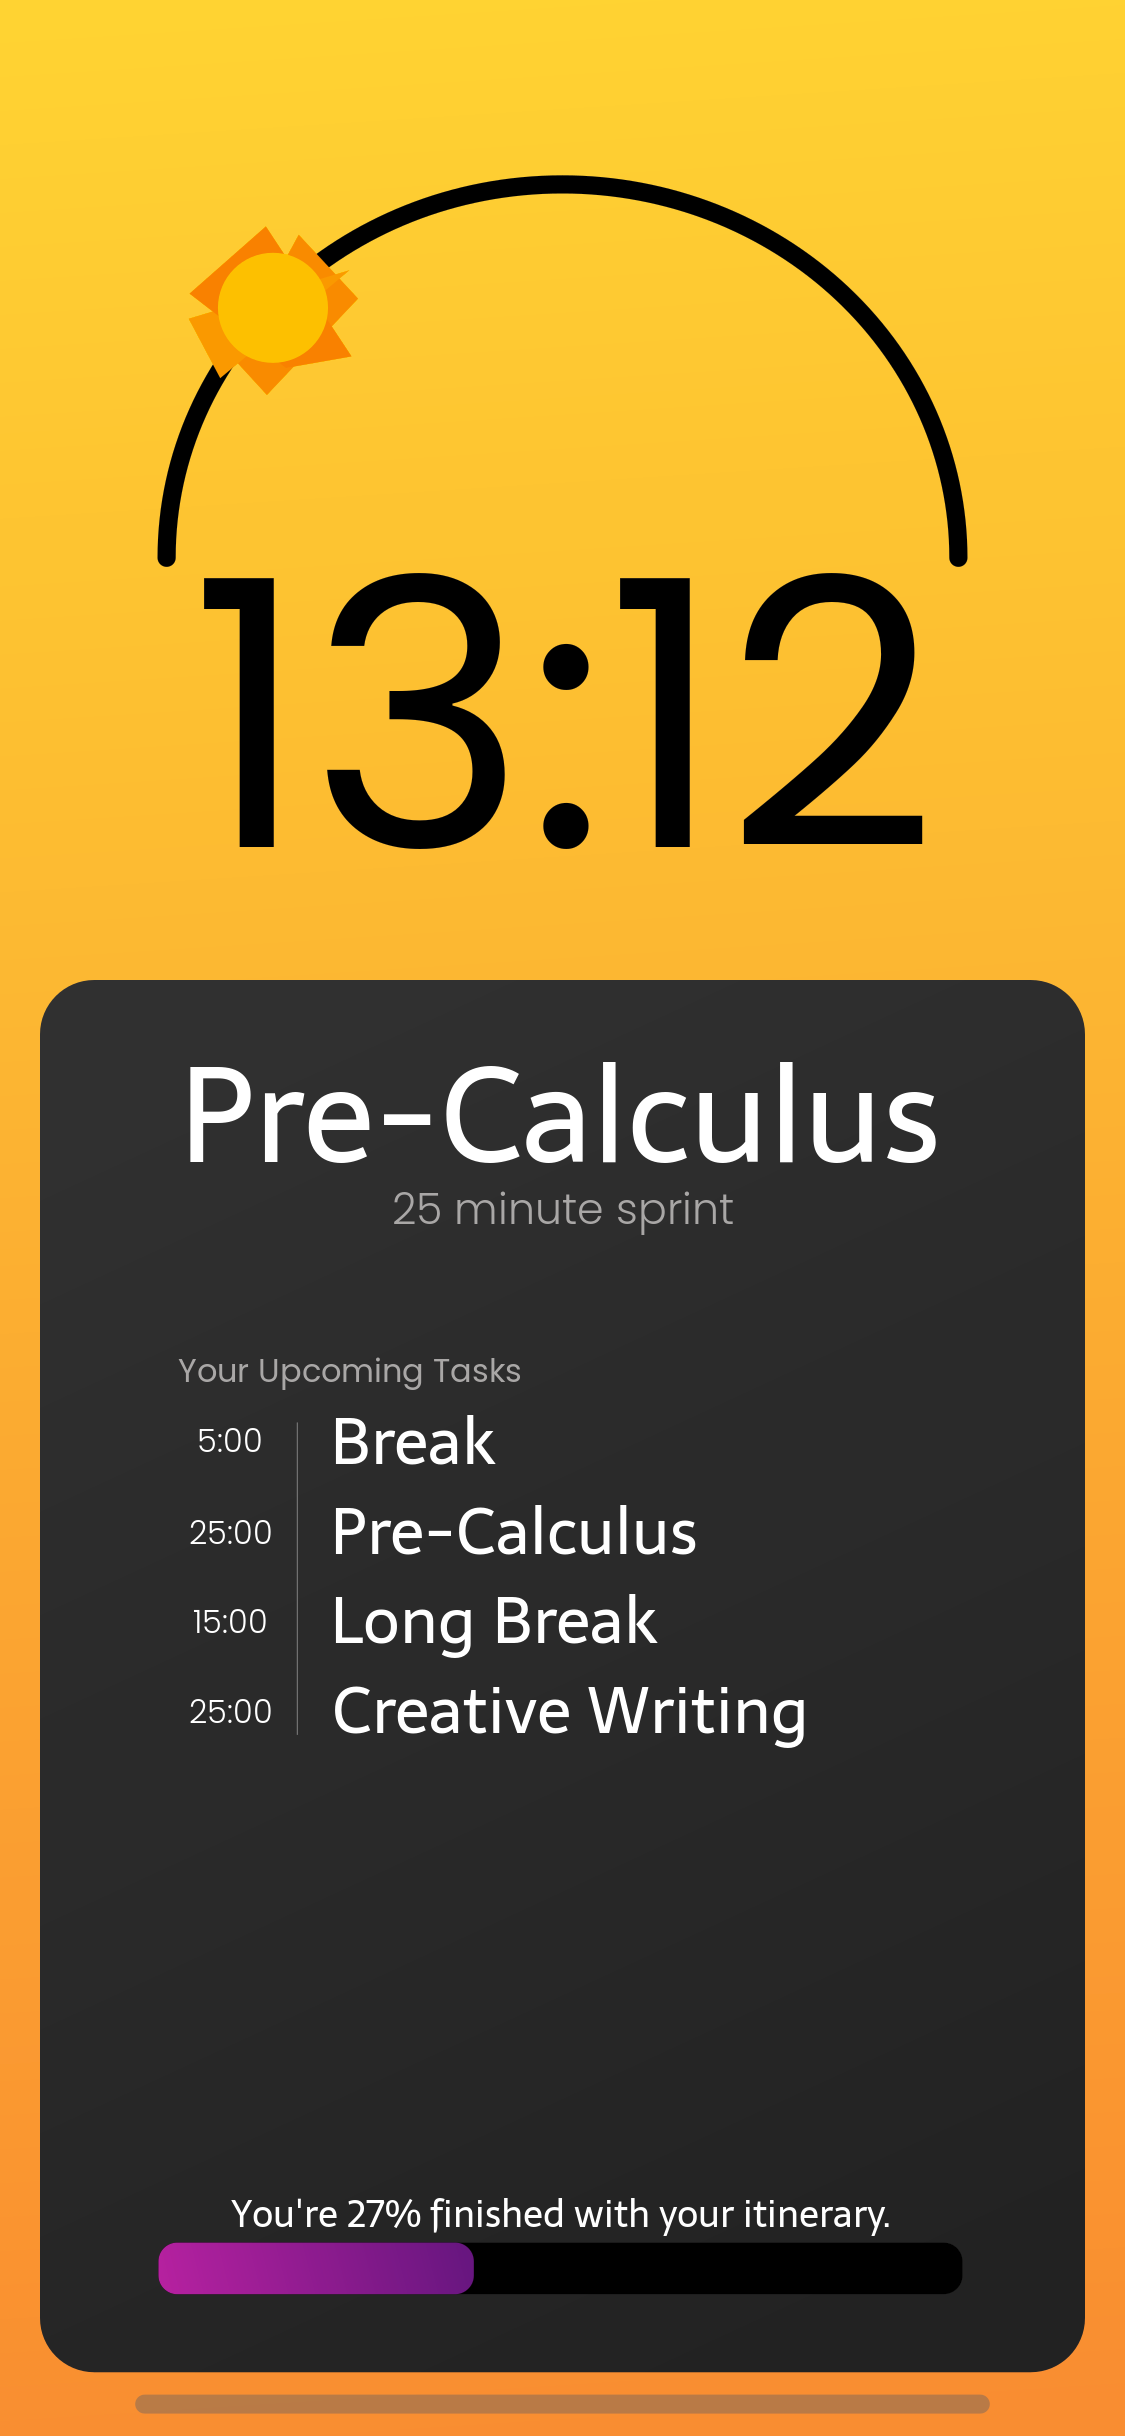 13:12
Pre-Calculus
25 minute sprint
Your Upcoming Tasks
5:00 Break
25:00 Pre-Calculus
15:00 Long Break
25:00 Creative Writing
You're 27% finished with your itinerary.